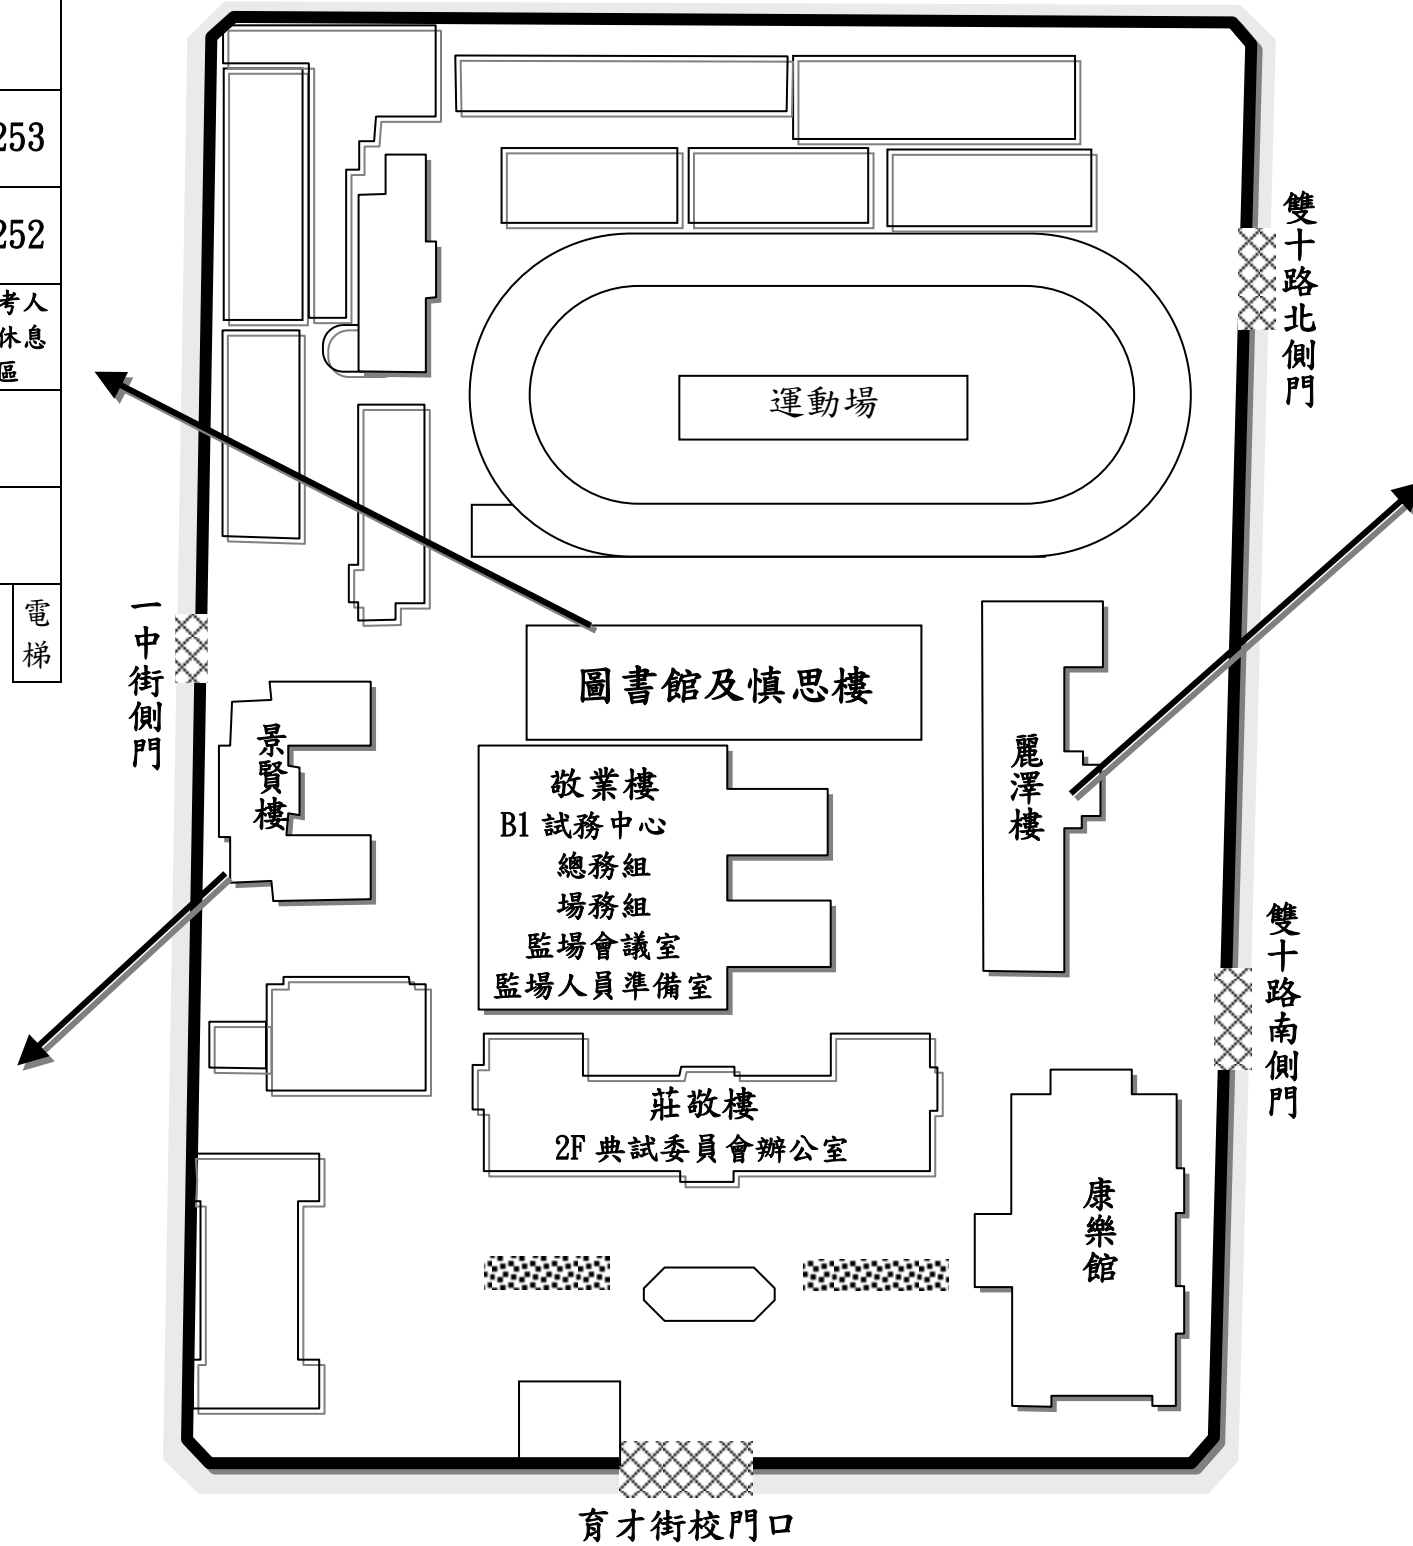 253
252
考人
休息
區
電
梯
雙十路北側門
運動場
一中街側門
圖書館及慎思樓
景賢樓
敬業樓
B1 試務中心
總務組
場務組
監場會議室
監場人員準備室
麗澤樓
雙十路南側門
莊敬樓
2F 典試委員會辦公室
康樂館
育才街校門口